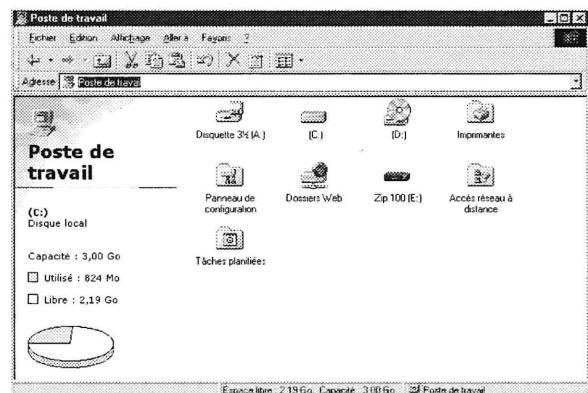 Poste de travail
Fichier Edition Affichage Aller à Favoris ?
Adresse Poste de travail
Poste de
travail
(C:)
Disque local
Capacité : 3,00 Go
Utilisé : 824 Mo
Libre : 2,19 Go
Disquette 3½ (A:) (C:) (D:) Imprimantes
Panneau de
configuration
Dossiers Web Zip 100 (E:) Accès réseau à
distance
Tâches planifiées
Espace libre : 2,19 Go Capacité : 3,00 Go Poste de travail